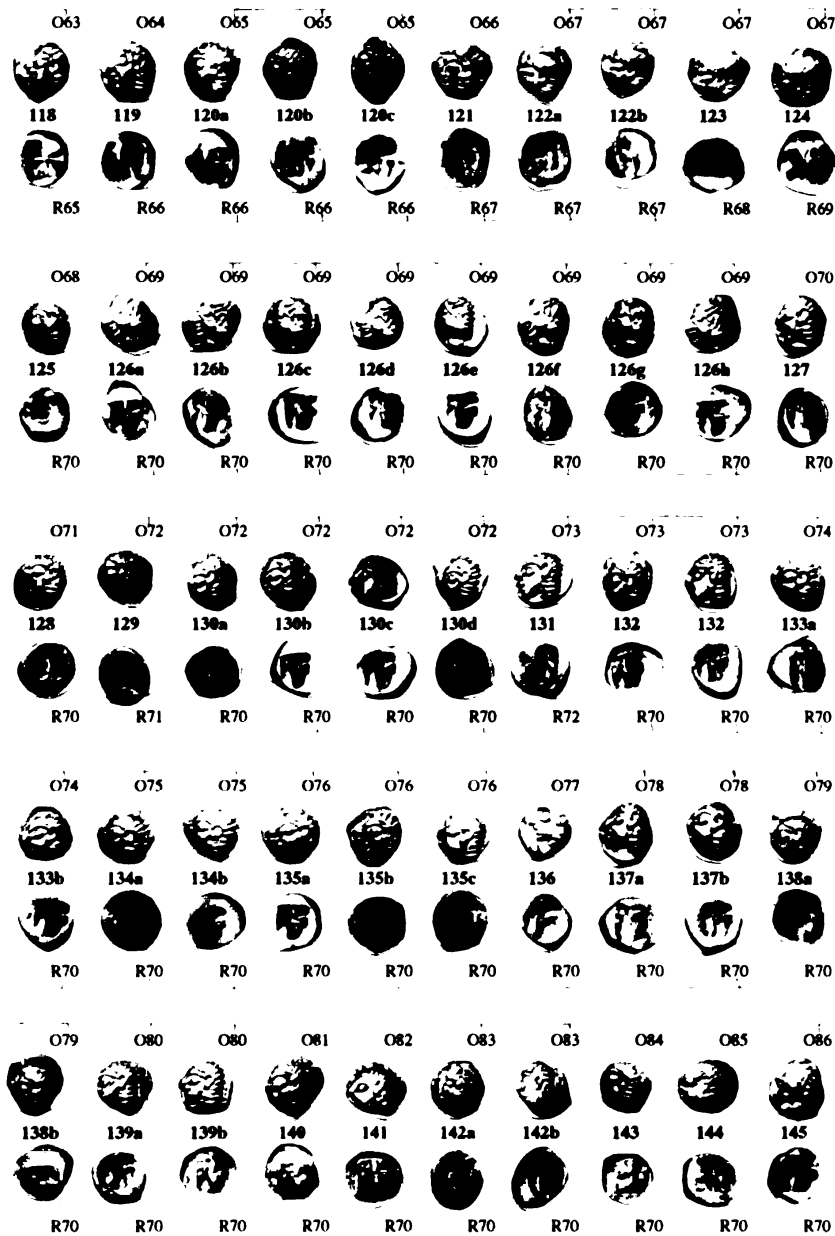 O63 O64 O65 O65 O65 O66 O67 O67 O67 O67
118 119 120a 120b 120c 121 122a 122b 123 124
R65 R66 R66 R66 R66 R67 R67 R67 R68 R69
O68 O69 O69 O69 O69 O69 O69 O69 O69 O70
125 126a 126b 126c 126d 126e 126f 126g 126h 127
R70 R70 R70 R70 R70 R70 R70 R70 R70 R70
O71 O72 O72 O72 O72 O72 O73 O73 O73 O74
128 129 130a 130b 130c 130d 131 132 132 133a
R70 R71 R70 R70 R70 R70 R72 R70 R70 R70
O74 O75 O75 O76 O76 O76 O77 O78 O78 O79
133b 134a 134b 135a 135b 135c 136 137a 137b 138a
R70 R70 R70 R70 R70 R70 R70 R70 R70 R70
O79 O80 O80 O81 O82 O83 O83 O84 O85 O86
138b 139a 139b 140 141 142a 142b 143 144 145
R70 R70 R70 R70 R70 R70 R70 R70 R70 R70